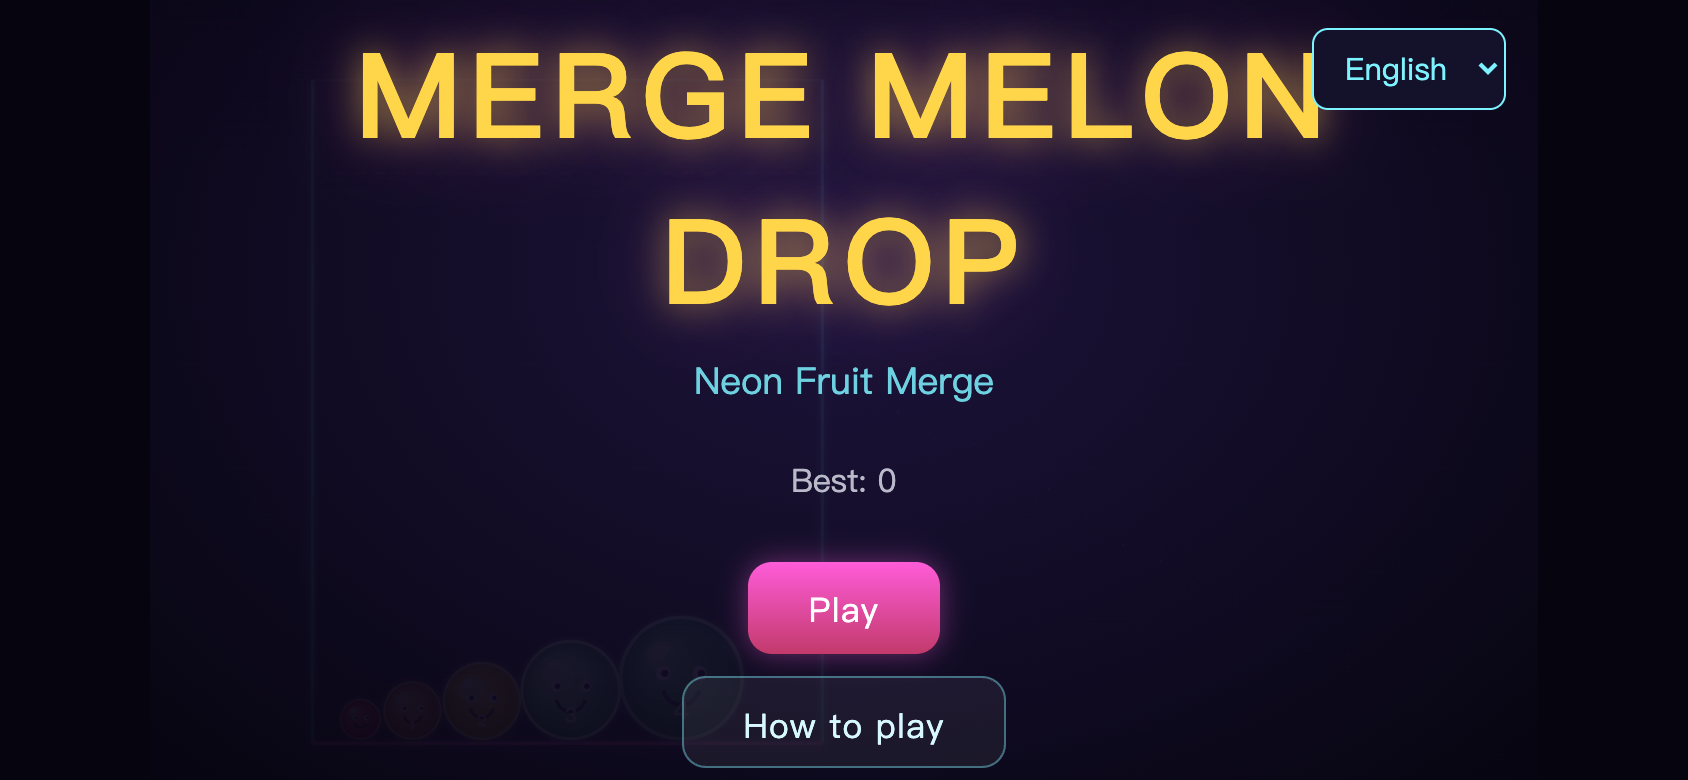 MERGE MELON
English
DROP
Neon Fruit Merge
Best: 0
Play
How to play